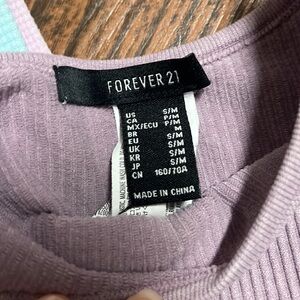 FOREVER 21
US S/M
CA P/M
MX/ECU P/M
BR M
EU S/M
UK S/M
KR S/M
JP S/M
CN 160/70A
MADE IN CHINA